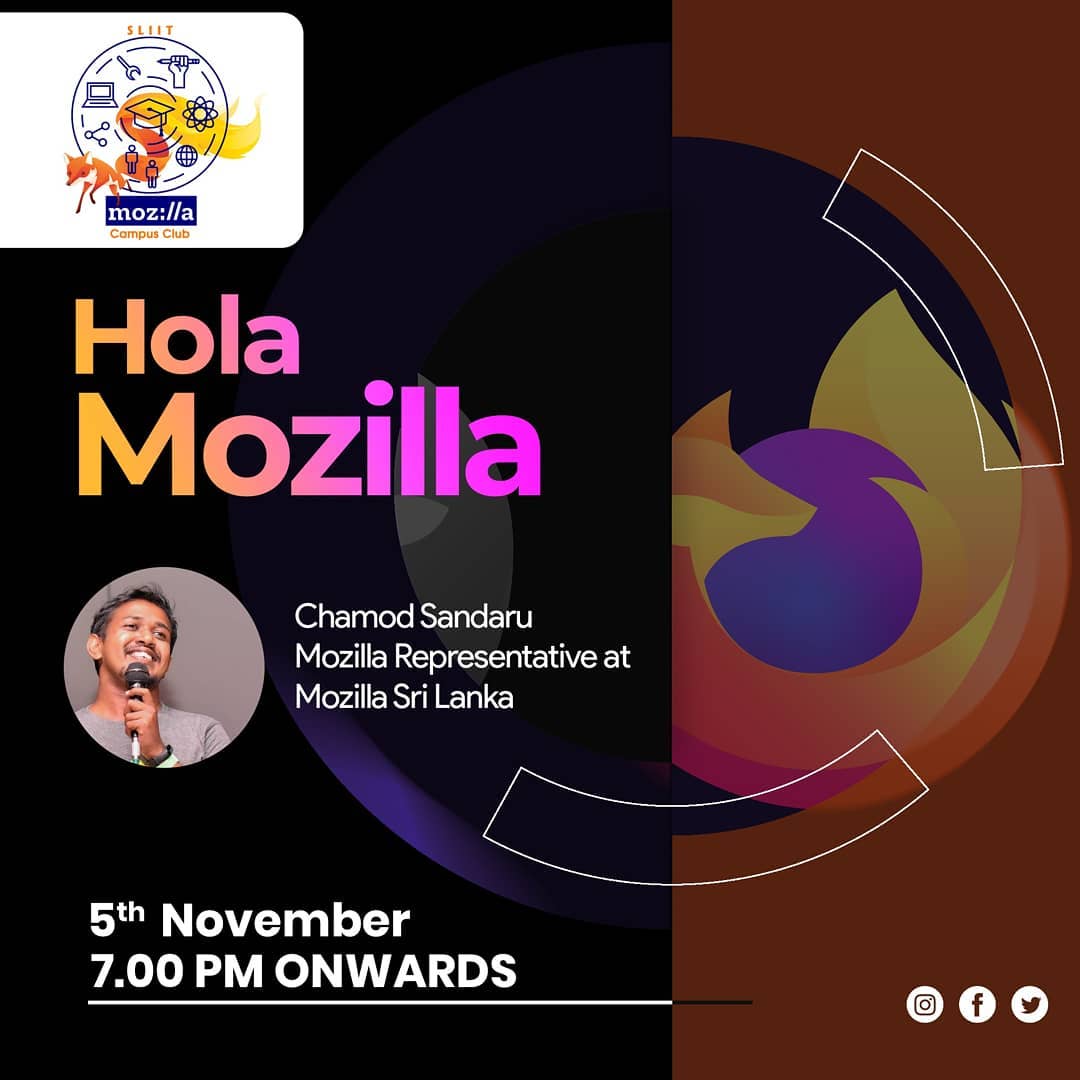 SLIIT
moz://a
Campus Club
Hola
Mozilla
Chamod Sandaru
Mozilla Representative at
Mozilla Sri Lanka
5th November
7.00 PM ONWARDS